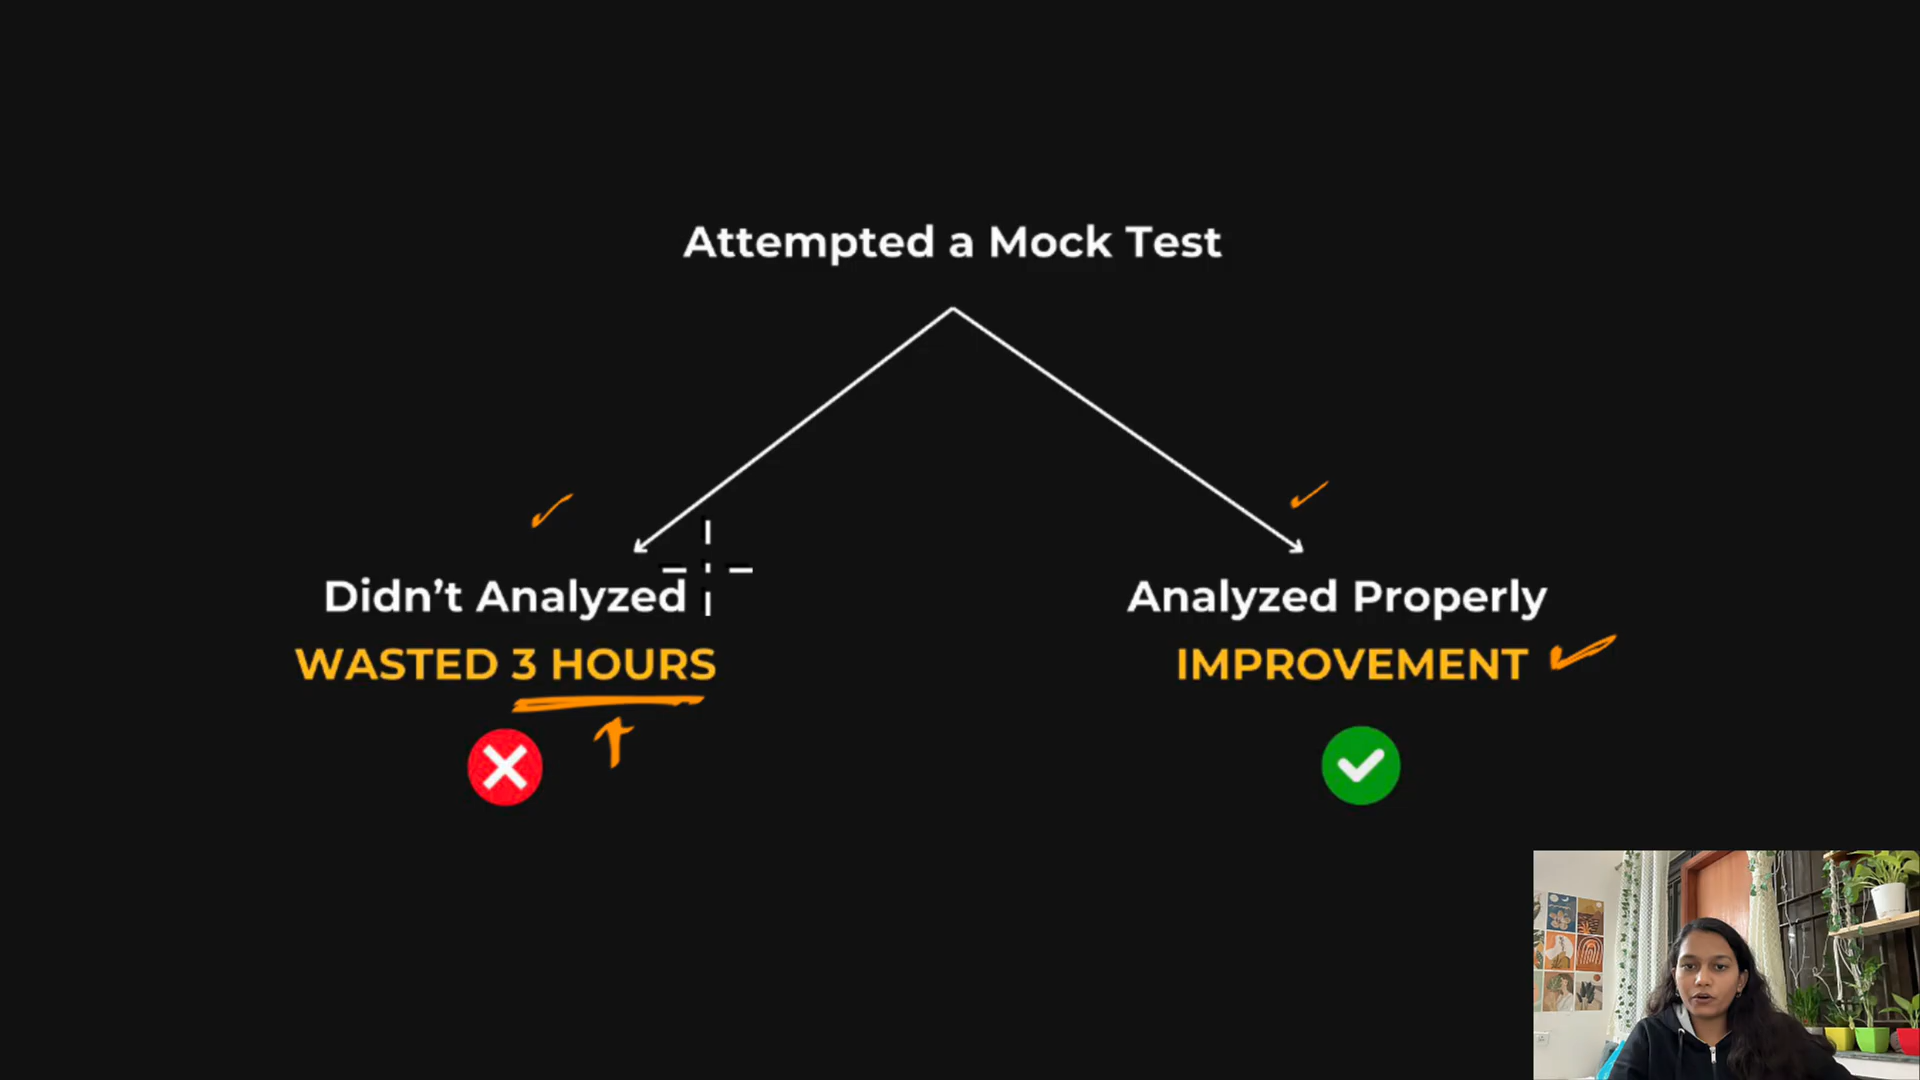 Attempted a Mock Test
Didn’t Analyzed
WASTED 3 HOURS
Analyzed Properly
IMPROVEMENT